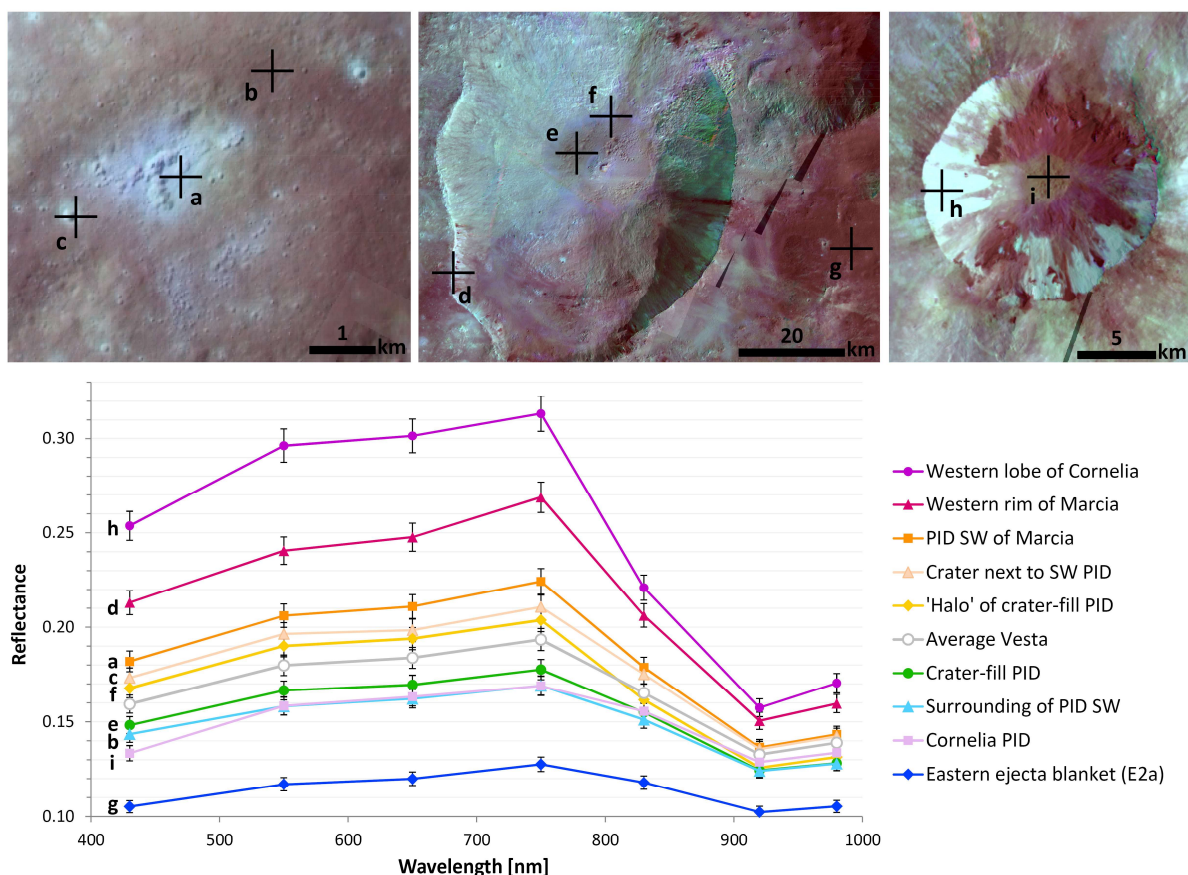 b
a
c
1
km
f
e
d
g
20
km
h
i
5
km
Reflectance
0.30
0.25
0.20
0.15
0.10
h
d
a
c
f
e
b
i
g
400 500 600 700 800 900 1000
Wavelength [nm]
Western lobe of Cornelia
Western rim of Marcia
PID SW of Marcia
Crater next to SW PID
'Halo' of crater-fill PID
Average Vesta
Crater-fill PID
Surrounding of PID SW
Cornelia PID
Eastern ejecta blanket (E2a)